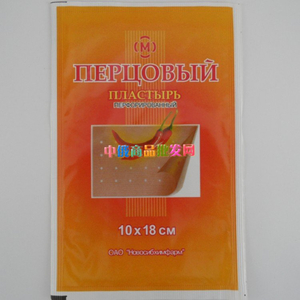 М
ПЕРЦОВЫЙ
ПЛАСТЫРЬ
ПЕРФОРИРОВАННЫЙ
中俄商品批发网
10 х 18 см
ОАО "Новосибхимфарм"